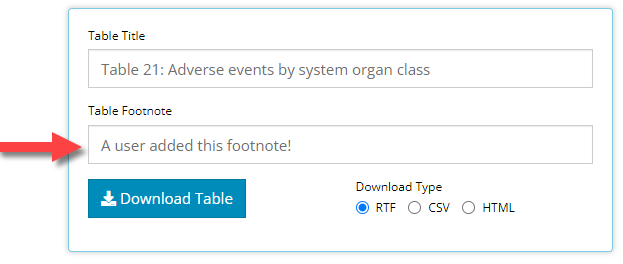 Table Title
Table 21: Adverse events by system organ class
Table Footnote
A user added this footnote!
Download Table
Download Type
RTF CSV HTML